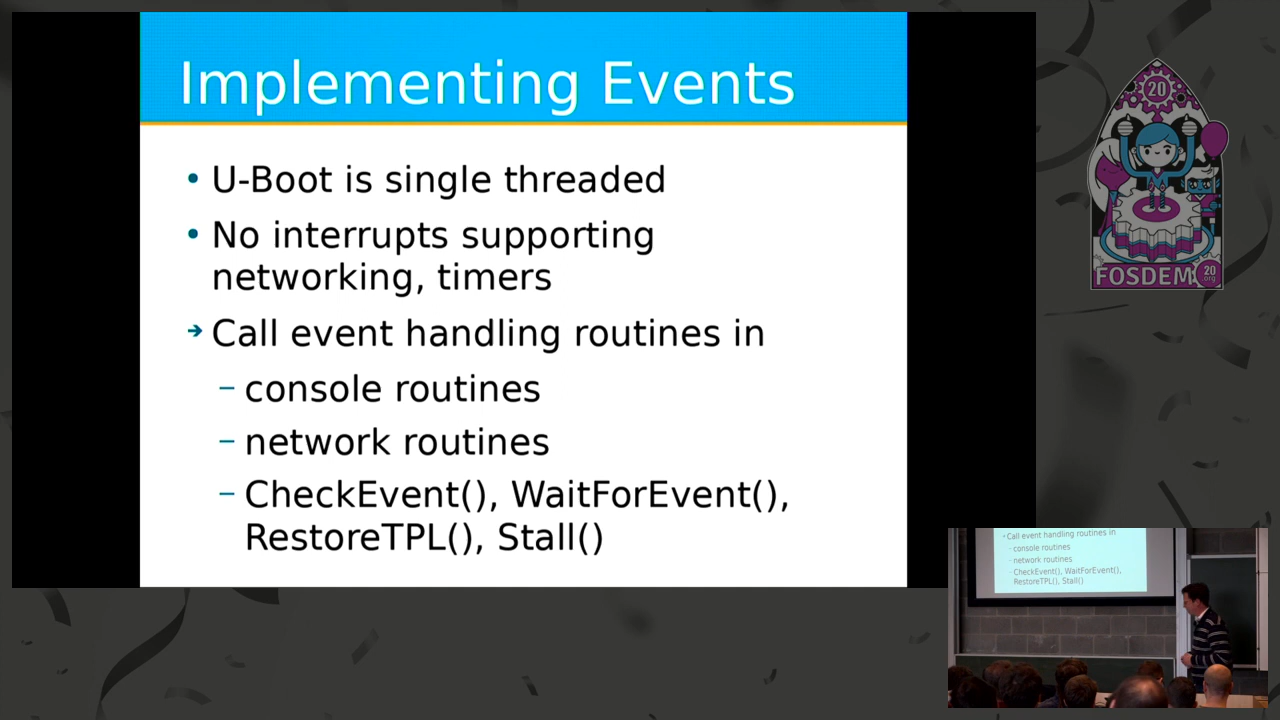 Implementing Events
• U-Boot is single threaded
• No interrupts supporting
networking, timers
➔ Call event handling routines in
– console routines
– network routines
– CheckEvent(), WaitForEvent(),
RestoreTPL(), Stall()
20
FOSDEM
20
.org
Call event handling routines in
– console routines
– network routines
– CheckEvent(), WaitForEvent(),
RestoreTPL(), Stall()